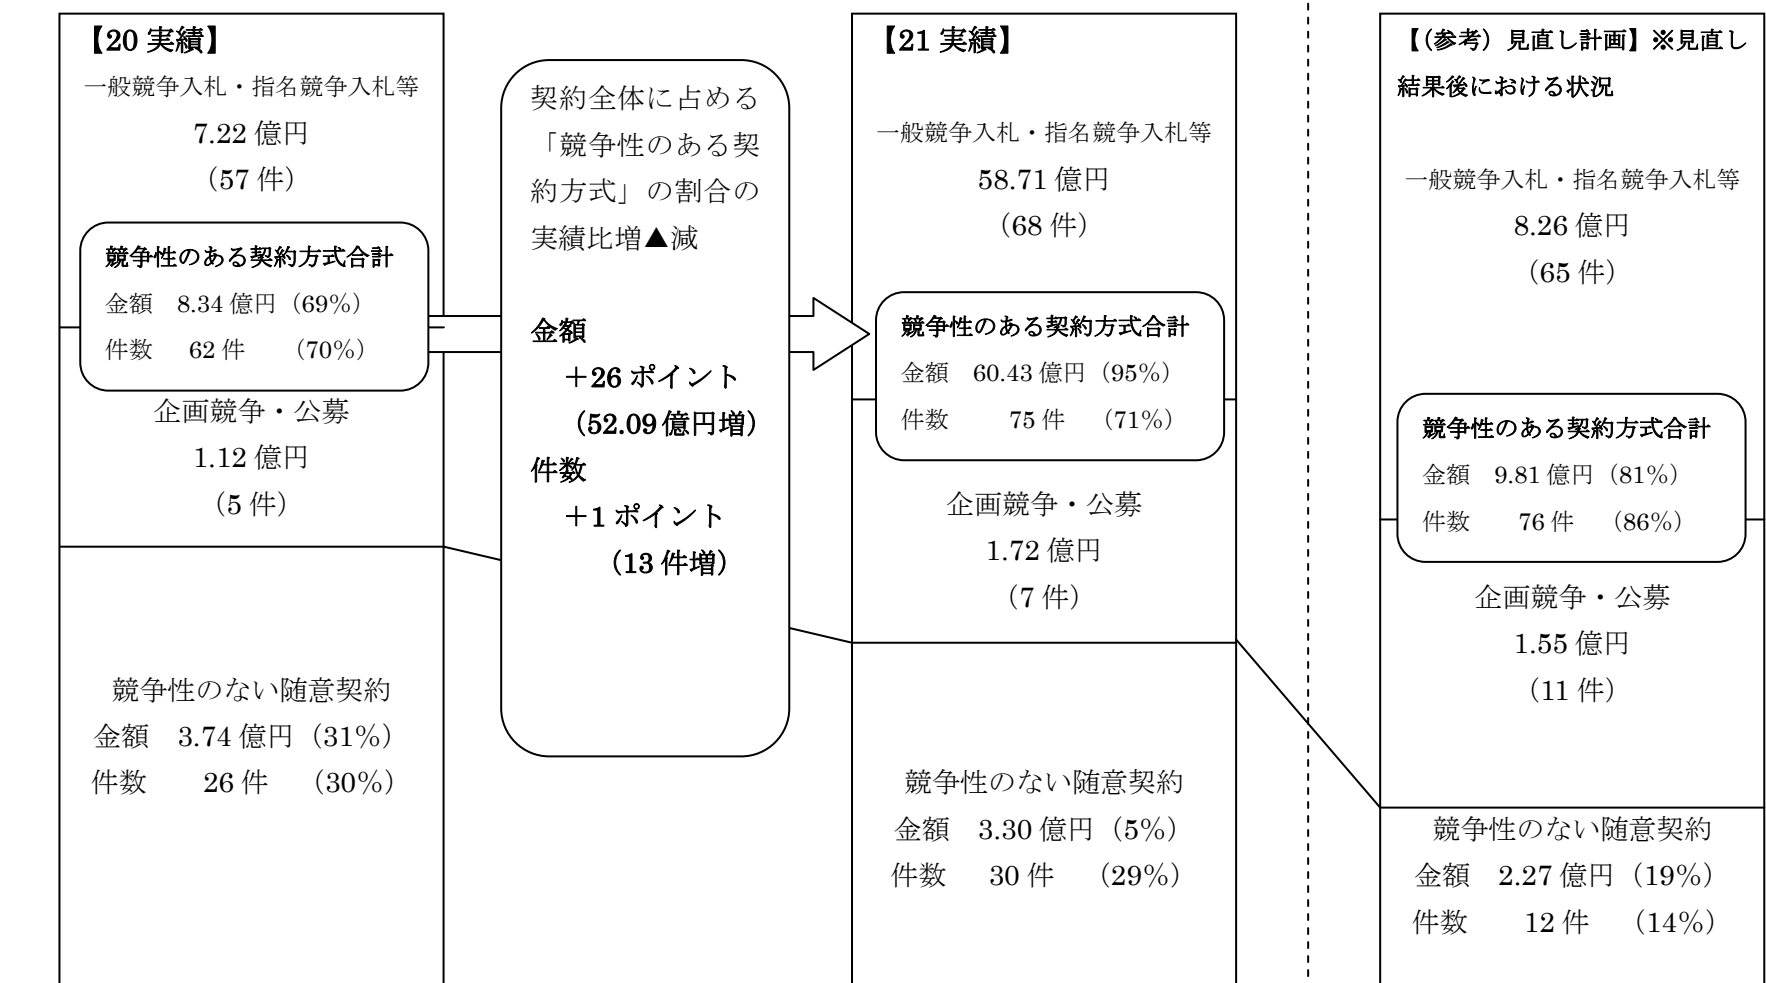 【20 実績】
一般競争入札・指名競争入札等
7.22 億円
（57 件）
競争性のある契約方式合計
金額 8.34 億円（69％）
件数 62 件 （70％）
企画競争・公募
1.12 億円
（5 件）
競争性のない随意契約
金額 3.74 億円（31％）
件数 26 件 （30％）
契約全体に占める
「競争性のある契
約方式」の割合の
実績比増▲減
金額
＋26 ポイント
（52.09 億円増）
件数
＋1 ポイント
（13 件増）
【21 実績】
一般競争入札・指名競争入札等
58.71 億円
（68 件）
競争性のある契約方式合計
金額 60.43 億円（95％）
件数 75 件 （71％）
企画競争・公募
1.72 億円
（7 件）
競争性のない随意契約
金額 3.30 億円（5％）
件数 30 件 （29％）
【（参考）見直し計画】※見直し
結果後における状況
一般競争入札・指名競争入札等
8.26 億円
（65 件）
競争性のある契約方式合計
金額 9.81 億円（81％）
件数 76 件 （86％）
企画競争・公募
1.55 億円
（11 件）
競争性のない随意契約
金額 2.27 億円（19％）
件数 12 件 （14％）